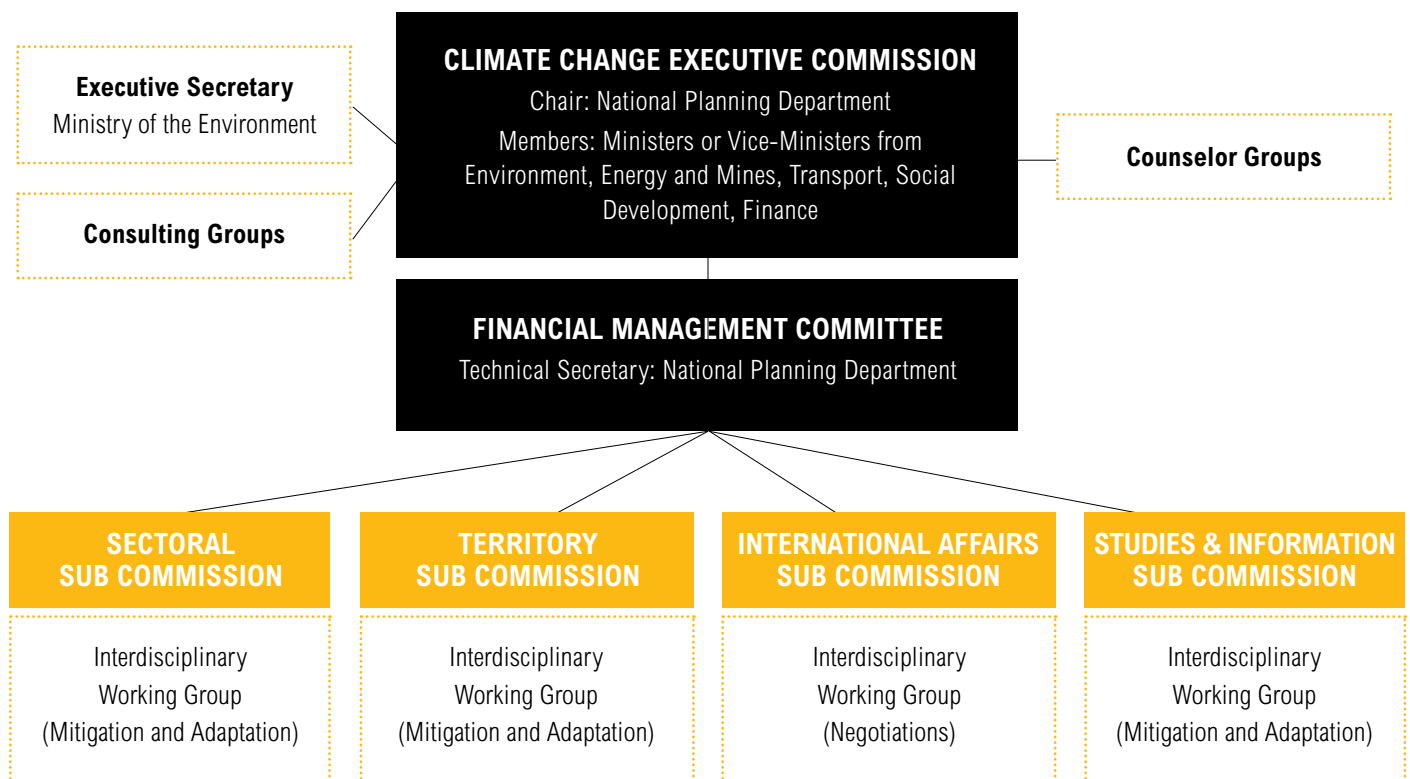 CLIMATE CHANGE EXECUTIVE COMMISSION
Chair: National Planning Department
Members: Ministers or Vice-Ministers from
Environment, Energy and Mines, Transport, Social
Development, Finance
Executive Secretary
Ministry of the Environment
Consulting Groups
Counselor Groups
FINANCIAL MANAGEMENT COMMITTEE
Technical Secretary: National Planning Department
SECTORAL
SUB COMMISSION
Interdisciplinary
Working Group
(Mitigation and Adaptation)
TERRITORY
SUB COMMISSION
Interdisciplinary
Working Group
(Mitigation and Adaptation)
INTERNATIONAL AFFAIRS
SUB COMMISSION
Interdisciplinary
Working Group
(Negotiations)
STUDIES & INFORMATION
SUB COMMISSION
Interdisciplinary
Working Group
(Mitigation and Adaptation)